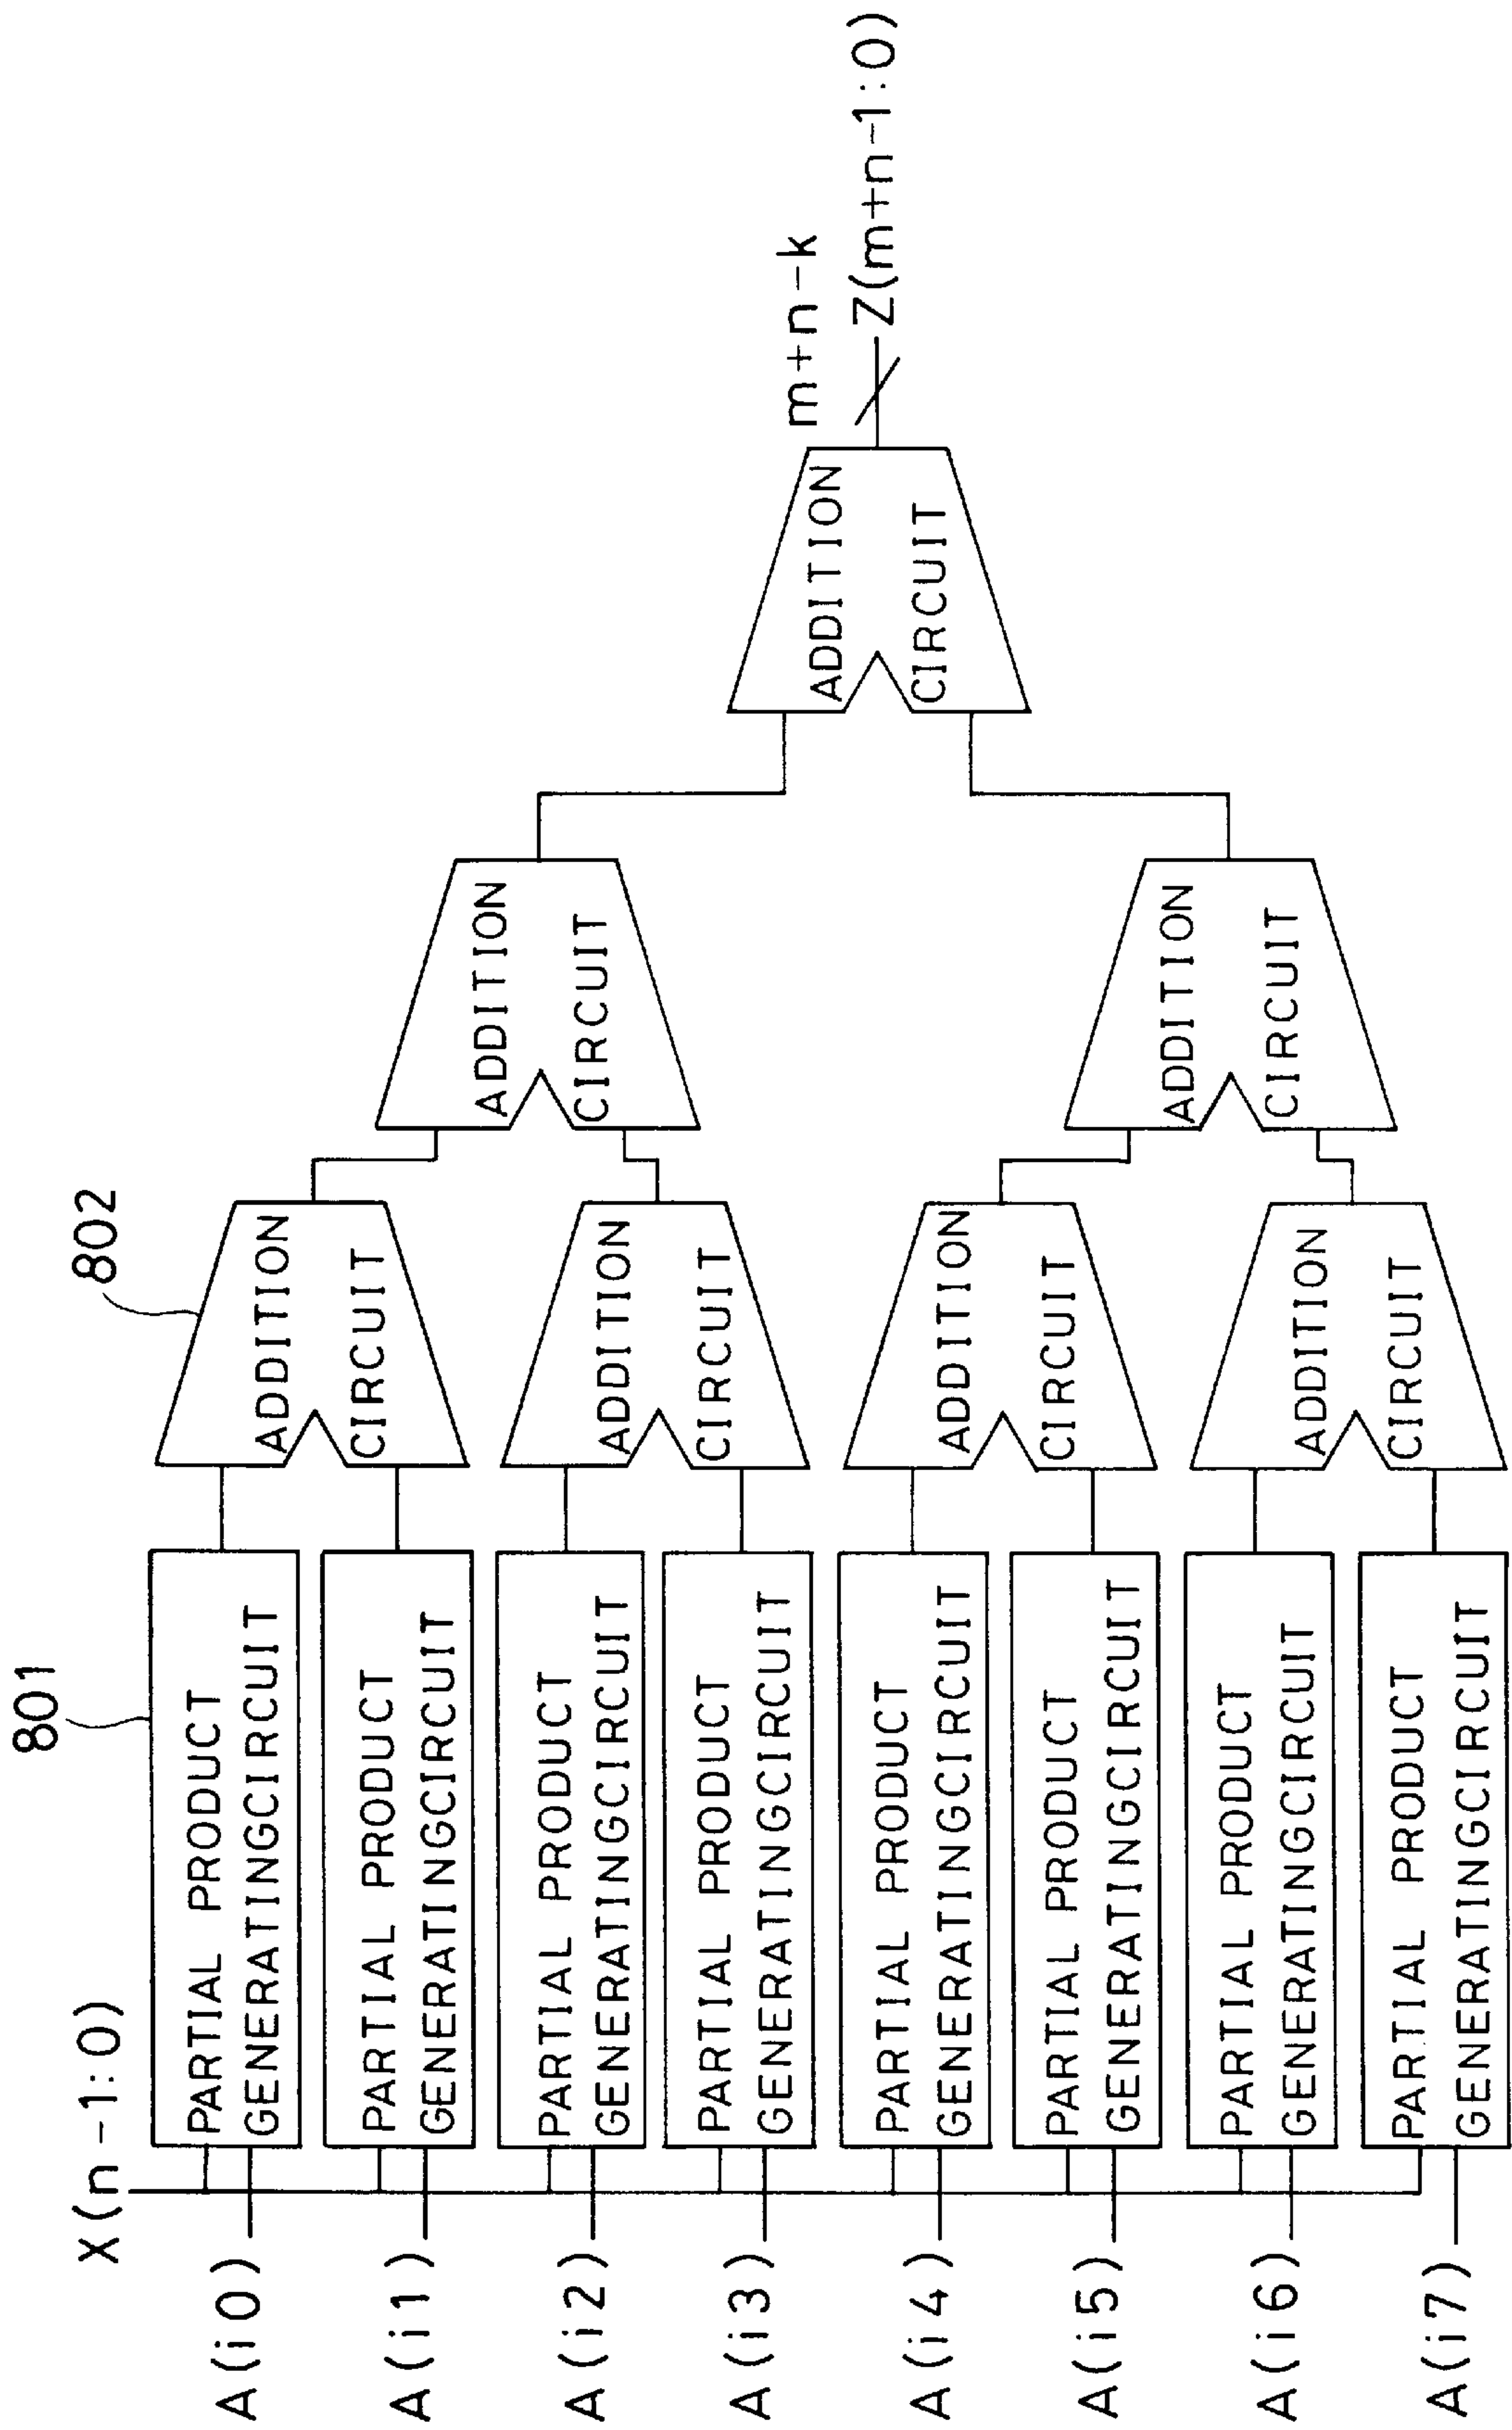 801
802
X(n-1:0)
A(i0)
PARTIAL PRODUCT
GENERATINGCIRCUIT
A(i1)
PARTIAL PRODUCT
GENERATINGCIRCUIT
A(i2)
PARTIAL PRODUCT
GENERATINGCIRCUIT
A(i3)
PARTIAL PRODUCT
GENERATINGCIRCUIT
A(i4)
PARTIAL PRODUCT
GENERATINGCIRCUIT
A(i5)
PARTIAL PRODUCT
GENERATINGCIRCUIT
A(i6)
PARTIAL PRODUCT
GENERATINGCIRCUIT
A(i7)
PARTIAL PRODUCT
GENERATINGCIRCUIT
ADDITION
CIRCUIT
ADDITION
CIRCUIT
ADDITION
CIRCUIT
ADDITION
CIRCUIT
ADDITION
CIRCUIT
ADDITION
CIRCUIT
ADDITION
CIRCUIT
m+n-k
Z(m+n-1:0)